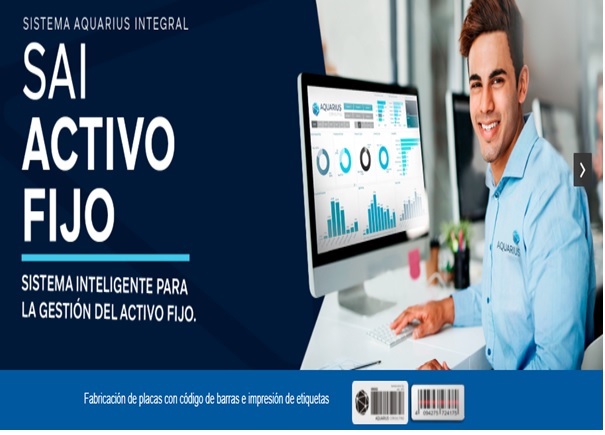 SISTEMA AQUARIUS INTEGRAL
SAI
ACTIVO
FIJO
SISTEMA INTELIGENTE PARA
LA GESTIÓN DEL ACTIVO FIJO.
AQUARIUS
AQUARIUS
Fabricación de placas con código de barras e impresión de etiquetas